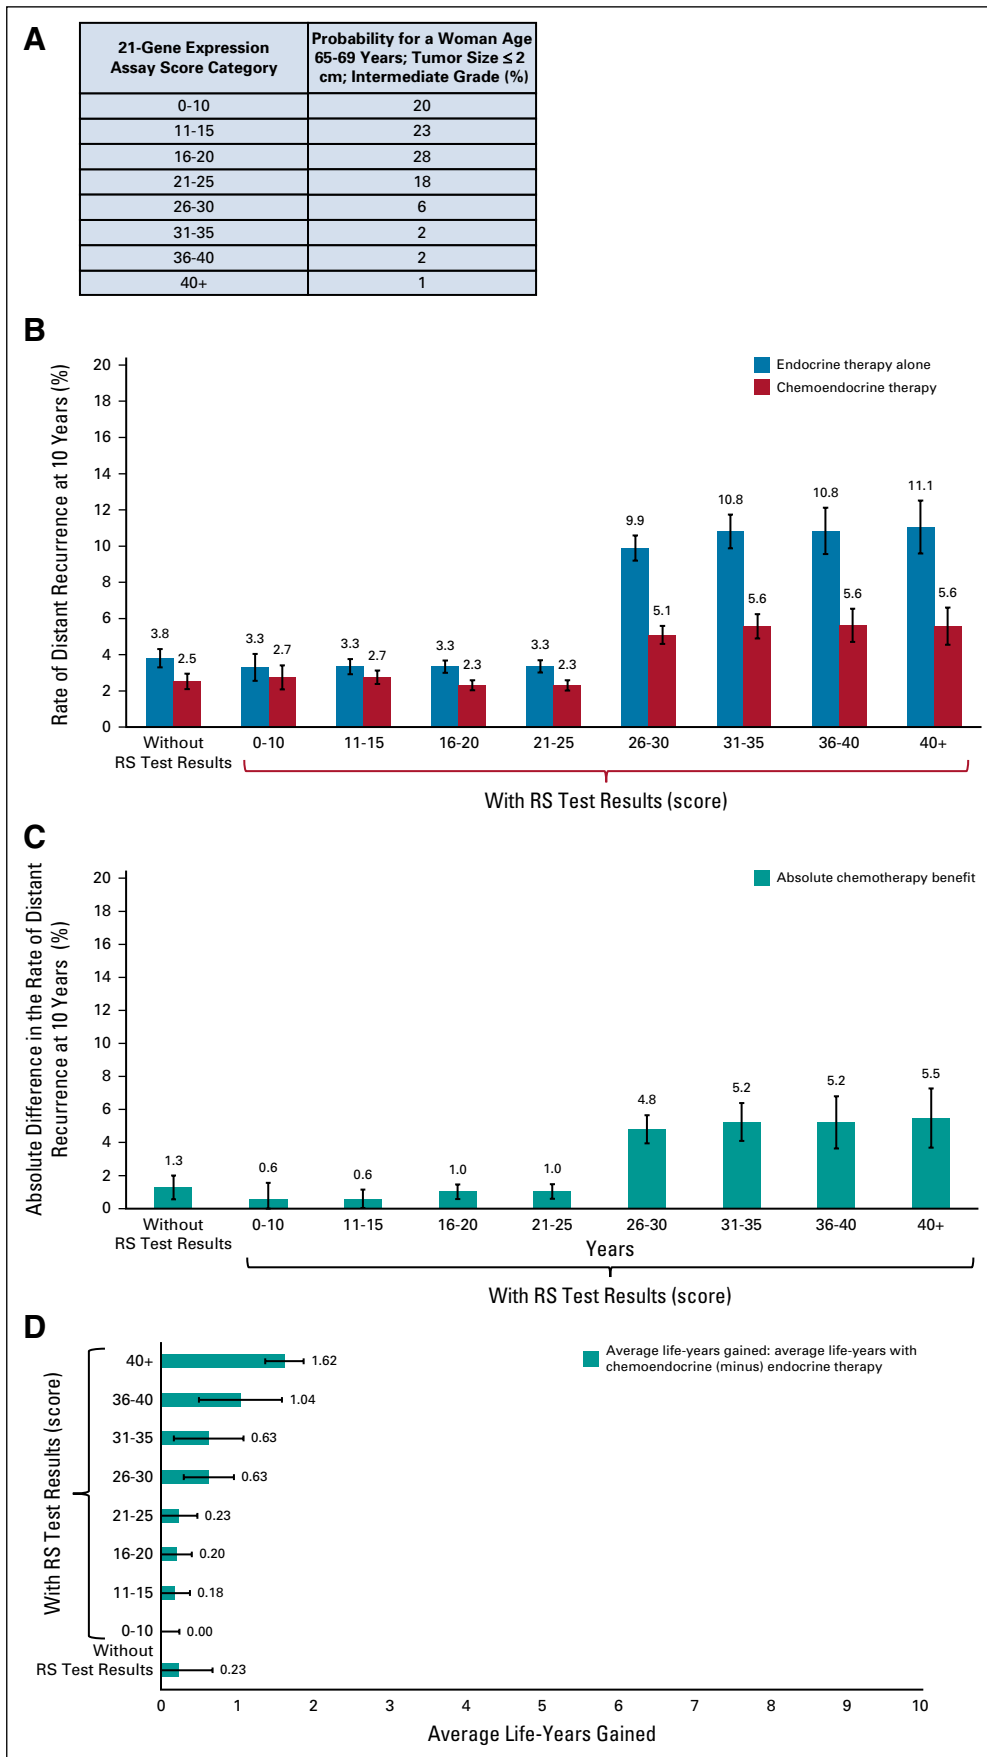 A
21-Gene Expression
Assay Score Category
Probability for a Woman Age
65-69 Years; Tumor Size ≤ 2
cm; Intermediate Grade (%)
0-10 20
11-15 23
16-20 28
21-25 18
26-30 6
31-35 2
36-40 2
40+ 1
B
Rate of Distant Recurrence at 10 Years (%)
20
18
16
14
12
10
8
6
4
2
0
Endocrine therapy alone
Chemoendocrine therapy
3.8 2.5 3.3 2.7 3.3 2.7 3.3 2.3 3.3 2.3 9.9 5.1 10.8 5.6 10.8 5.6 11.1 5.6
Without
RS Test Results
0-10 11-15 16-20 21-25 26-30 31-35 36-40 40+
With RS Test Results (score)
C
Absolute Difference in the Rate of Distant
Recurrence at 10 Years (%)
20
18
16
14
12
10
8
6
4
2
0
Absolute chemotherapy benefit
1.3 0.6 0.6 1.0 1.0 4.8 5.2 5.2 5.5
Without
RS Test Results
0-10 11-15 16-20 21-25 26-30 31-35 36-40 40+
Years
With RS Test Results (score)
D
With RS Test Results (score)
Average life-years gained: average life-years with
chemoendocrine (minus) endocrine therapy
40+ 1.62
36-40 1.04
31-35 0.63
26-30 0.63
21-25 0.23
16-20 0.20
11-15 0.18
0-10 0.00
Without
RS Test Results 0.23
0 1 2 3 4 5 6 7 8 9 10
Average Life-Years Gained